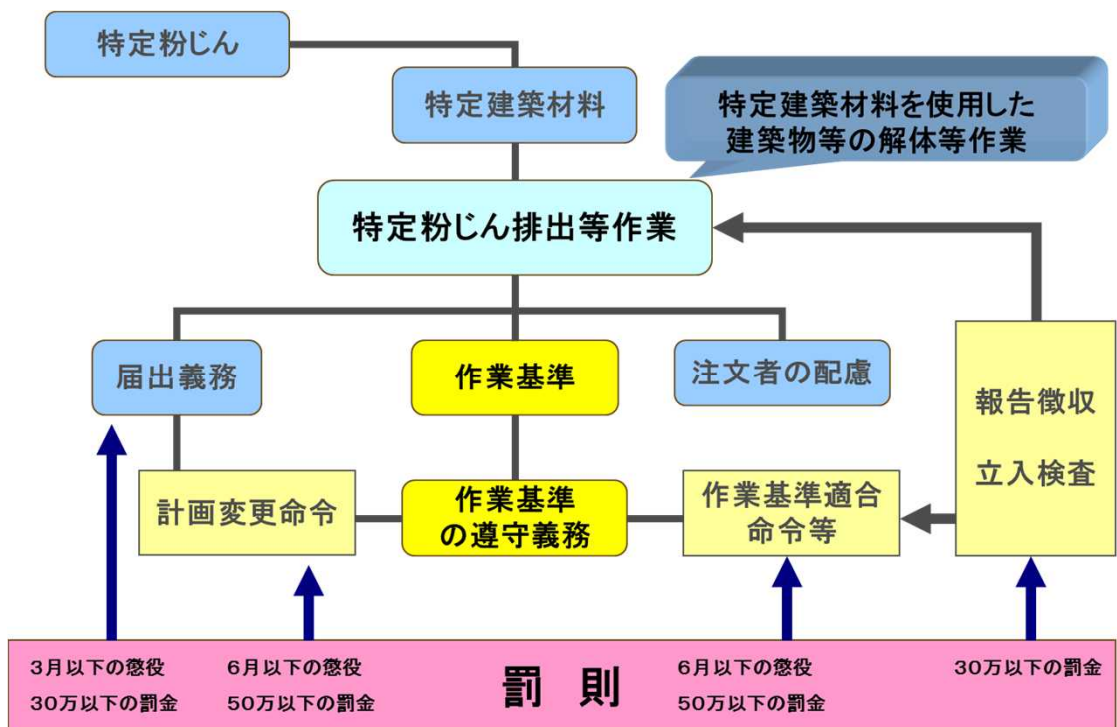 特定粉じん
特定建築材料
特定建築材料を使用した
建築物等の解体等作業
特定粉じん排出等作業
届出義務
作業基準
注文者の配慮
報告徴収
立入検査
計画変更命令
作業基準
の遵守義務
作業基準適合
命令等
3月以下の懲役
30万以下の罰金
6月以下の懲役
50万以下の罰金
罰 則
6月以下の懲役
50万以下の罰金
30万以下の罰金